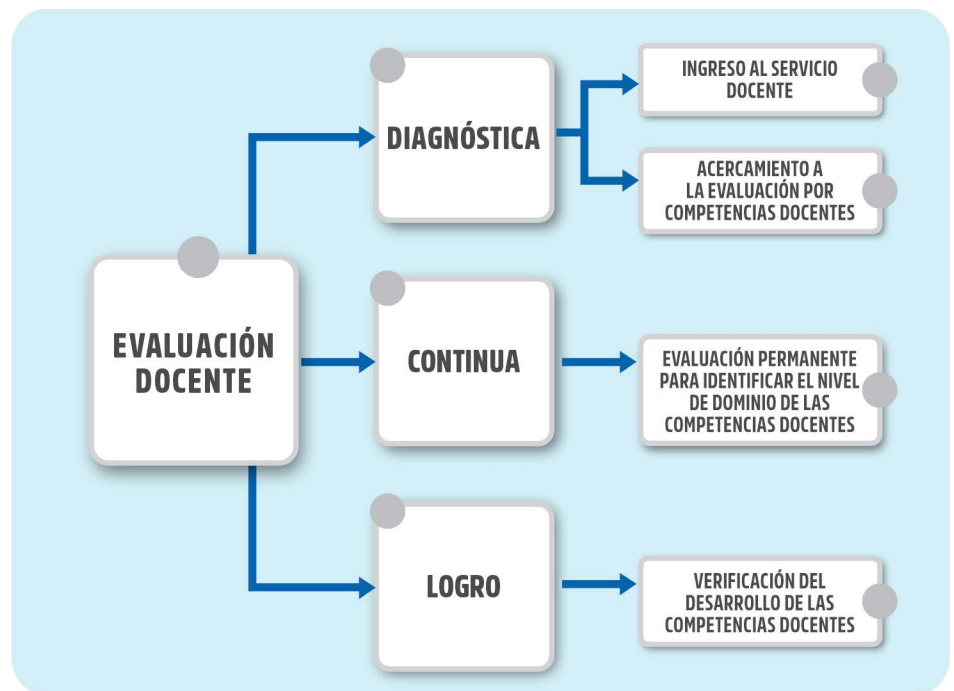 EVALUACIÓN
DOCENTE
DIAGNÓSTICA
INGRESO AL SERVICIO
DOCENTE
ACERCAMIENTO A
LA EVALUACIÓN POR
COMPETENCIAS DOCENTES
CONTINUA
EVALUACIÓN PERMANENTE
PARA IDENTIFICAR EL NIVEL
DE DOMINIO DE LAS
COMPETENCIAS DOCENTES
LOGRO
VERIFICACIÓN DEL
DESARROLLO DE LAS
COMPETENCIAS DOCENTES